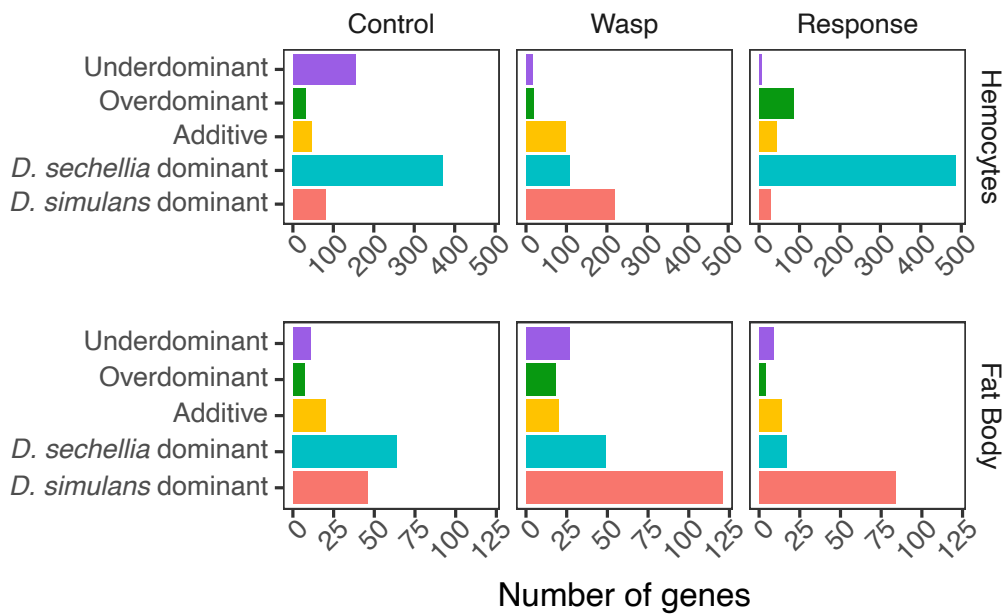 Control Wasp Response
Underdominant
Overdominant
Additive
D. sechellia dominant
D. simulans dominant
Hemocytes
0 100 200 300 400 500 0 100 200 300 400 500 0 100 200 300 400 500
Underdominant
Overdominant
Additive
D. sechellia dominant
D. simulans dominant
Fat Body
0 25 50 75 100 125 0 25 50 75 100 125 0 25 50 75 100 125
Number of genes